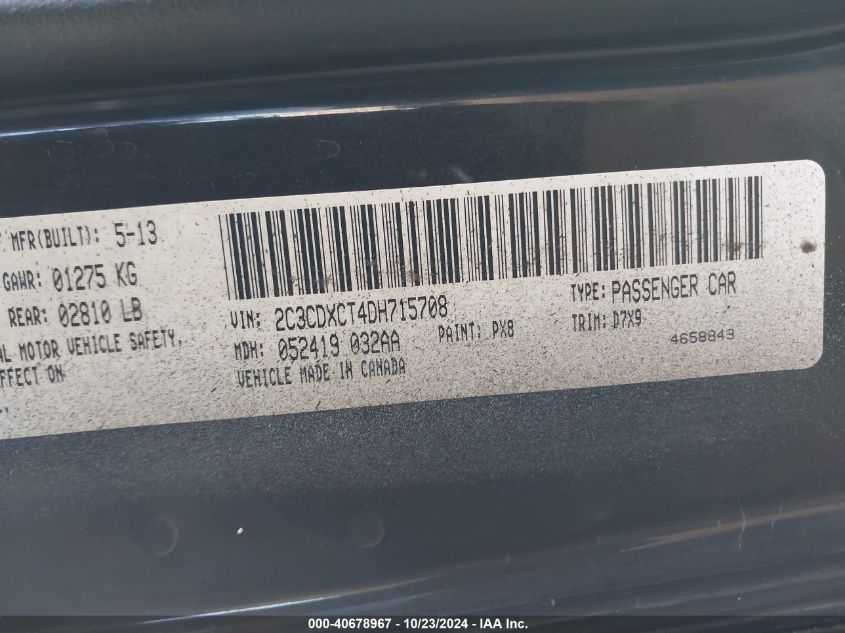 MFR(BUILT): 5-13
GAWR: 01275 KG
REAR: 02810 LB
MOTOR VEHICLE SAFETY,
ON
VIN: 2C3CDXCT4DH715708
TYPE: PASSENGER CAR
MDH: 052419 032AA
PAINT: PX8
TRIM: D7X9
VEHICLE MADE IN CANADA
4658843
000-40678967 - 10/23/2024 - IAA Inc.